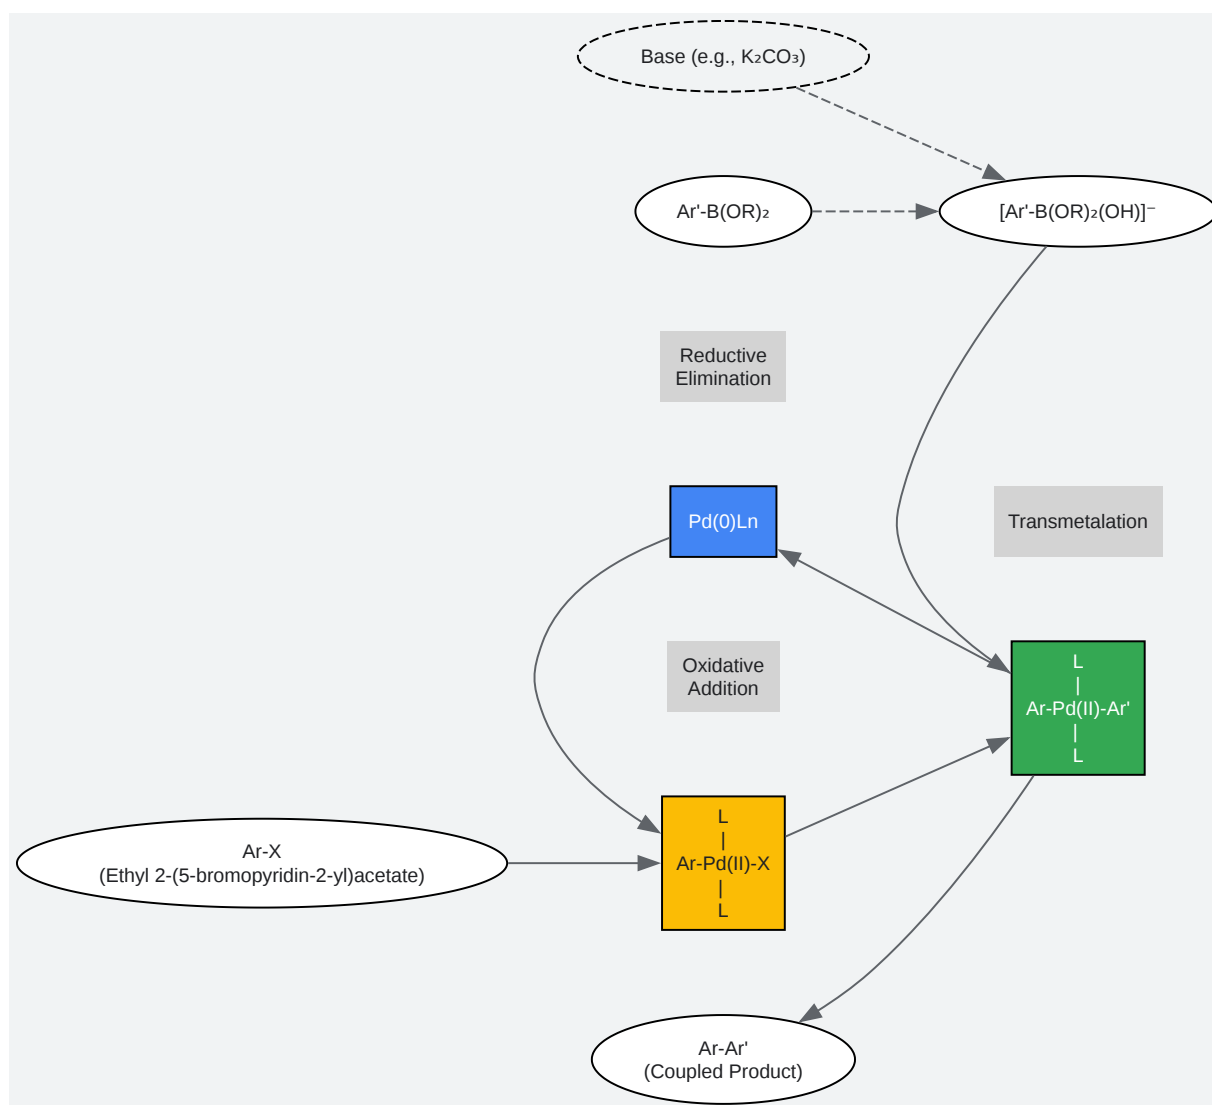 Base (e.g., K₂CO₃)
Ar'-B(OR)₂
[Ar'-B(OR)₂(OH)]⁻
Reductive
Elimination
Pd(0)Ln
Transmetalation
Oxidative
Addition
L
|
Ar-Pd(II)-Ar'
|
L
L
|
Ar-Pd(II)-X
|
L
Ar-X
(Ethyl 2-(5-bromopyridin-2-yl)acetate)
Ar-Ar'
(Coupled Product)